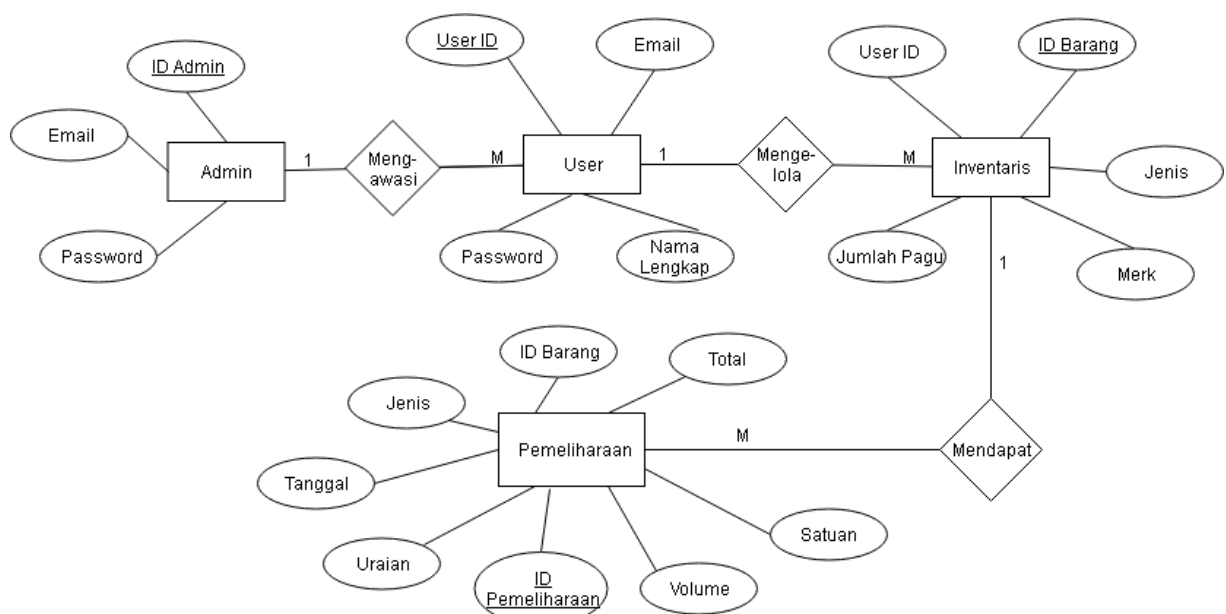 User ID
Email
User ID
ID Barang
ID Admin
Email
Admin
1
Meng-
awasi
M
User
1
Menge-
lola
M
Inventaris
Jenis
Password
Password
Nama
Lengkap
Jumlah Pagu
Merk
1
ID Barang
Total
Jenis
Pemeliharaan
M
Mendapat
Tanggal
Satuan
Uraian
ID
Pemeliharaan
Volume